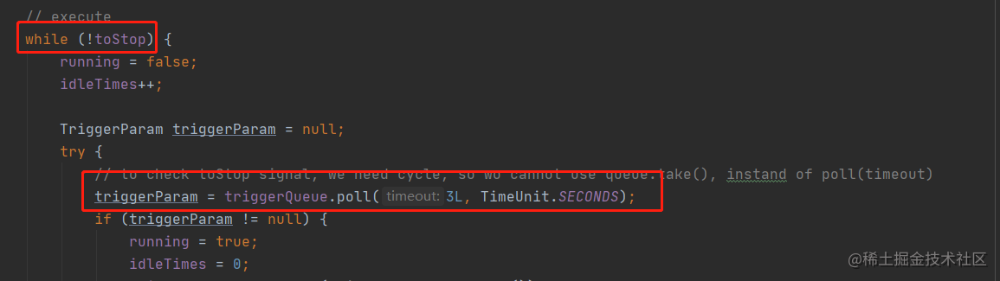 // execute
while (!toStop) {
running = false;
idleTimes++;
TriggerParam triggerParam = null;
try {
// to check toStop signal, we need cycle, so wo cannot use queue.take(), instand of poll(timeout)
triggerParam = triggerQueue.poll( timeout: 3L, TimeUnit.SECONDS);
if (triggerParam != null) {
running = true;
idleTimes = 0;
@稀土掘金技术社区